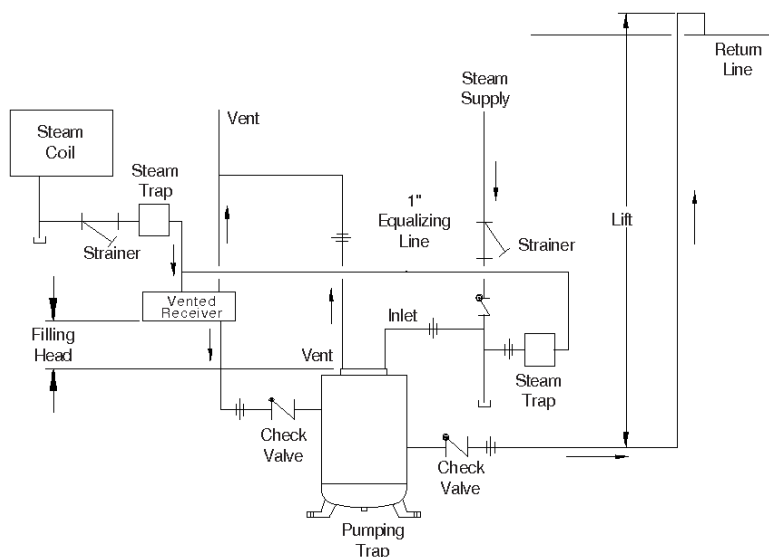 Return
Line
Steam
Supply
Vent
Steam
Coil
Steam
Trap
1"
Equalizing
Line
Lift
Strainer
Strainer
Vented
Receiver
Filling
Head
Inlet
Vent
Steam
Trap
Check
Valve
Check
Valve
Pumping
Trap